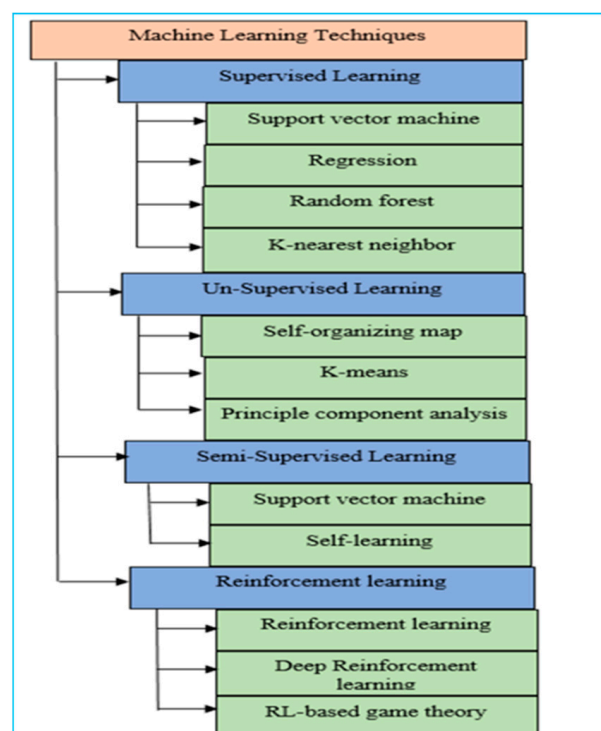 Machine Learning Techniques
Supervised Learning
Support vector machine
Regression
Random forest
K-nearest neighbor
Un-Supervised Learning
Self-organizing map
K-means
Principle component analysis
Semi-Supervised Learning
Support vector machine
Self-learning
Reinforcement learning
Reinforcement learning
Deep Reinforcement
learning
RL-based game theory